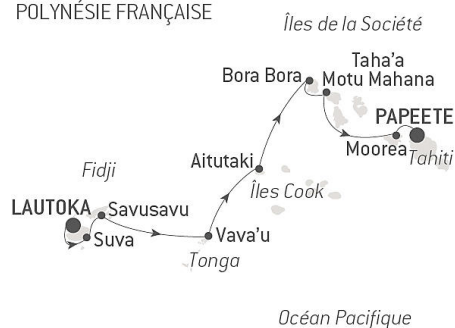 POLYNÉSIE FRANÇAISE
Îles de la Société
Taha'a
Bora Bora
Motu Mahana
PAPEETE
Moorea
Tahiti
Aitutaki
Fidji
Îles Cook
LAUTOKA
Savusavu
Suva
Vava'u
Tonga
Océan Pacifique